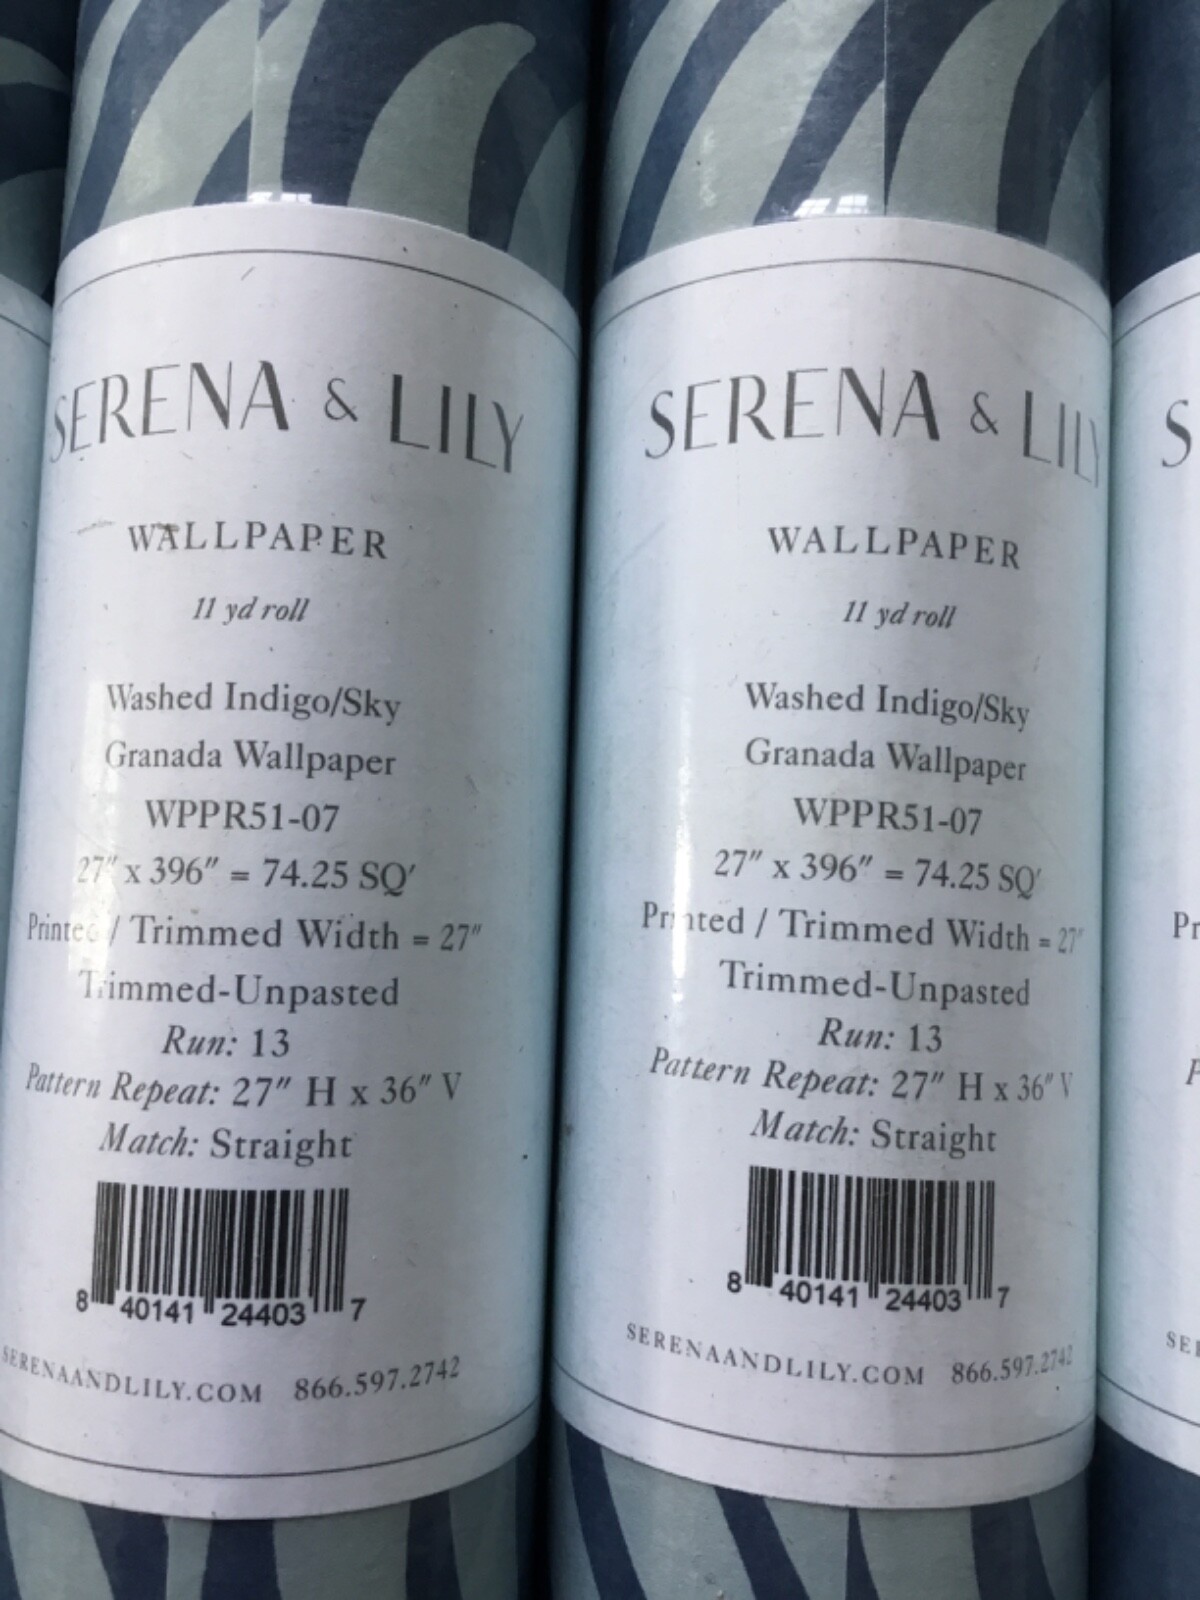 SERENA & LILY
WALLPAPER
11 yd roll
Washed Indigo/Sky
Granada Wallpaper
WPPR51-07
27" x 396" = 74.25 SQ'
Printed / Trimmed Width = 27"
Trimmed-Unpasted
Run: 13
Pattern Repeat: 27" H x 36" V
Match: Straight
8 40141 24403 7
SERENAANDLILY.COM 866.597.2742
SERENA & LILY
WALLPAPER
11 yd roll
Washed Indigo/Sky
Granada Wallpaper
WPPR51-07
27" x 396" = 74.25 SQ'
Printed / Trimmed Width = 27"
Trimmed-Unpasted
Run: 13
Pattern Repeat: 27" H x 36" V
Match: Straight
8 40141 24403 7
SERENAANDLILY.COM 866.597.2742